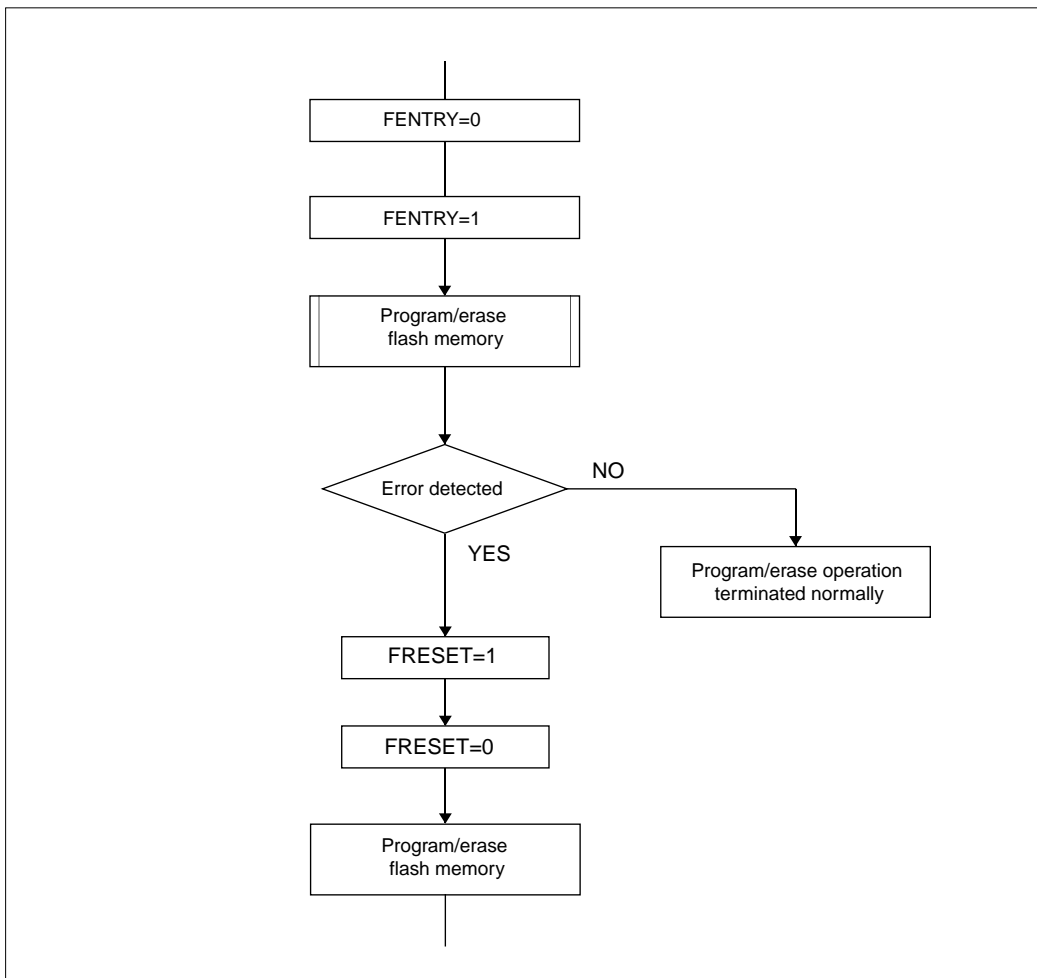 FENTRY=0
FENTRY=1
Program/erase
flash memory
Error detected
NO
YES
Program/erase operation
terminated normally
FRESET=1
FRESET=0
Program/erase
flash memory